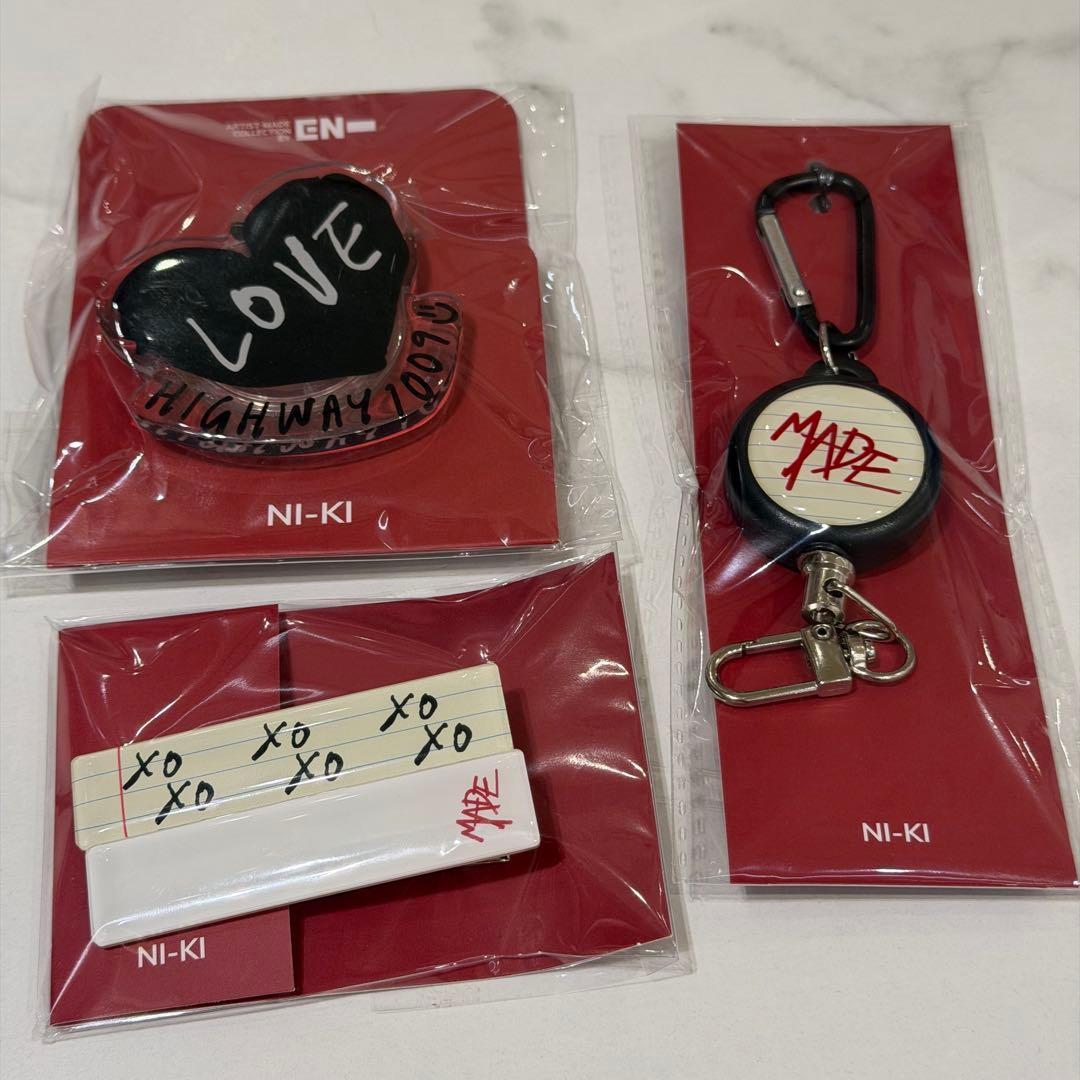 ARTIST-MADE
COLLECTION
BY EN-
LOVE
HIGHWAY 1009
NI-KI
MADE
NI-KI
XO XO XO
XO XO XO
MADE
NI-KI